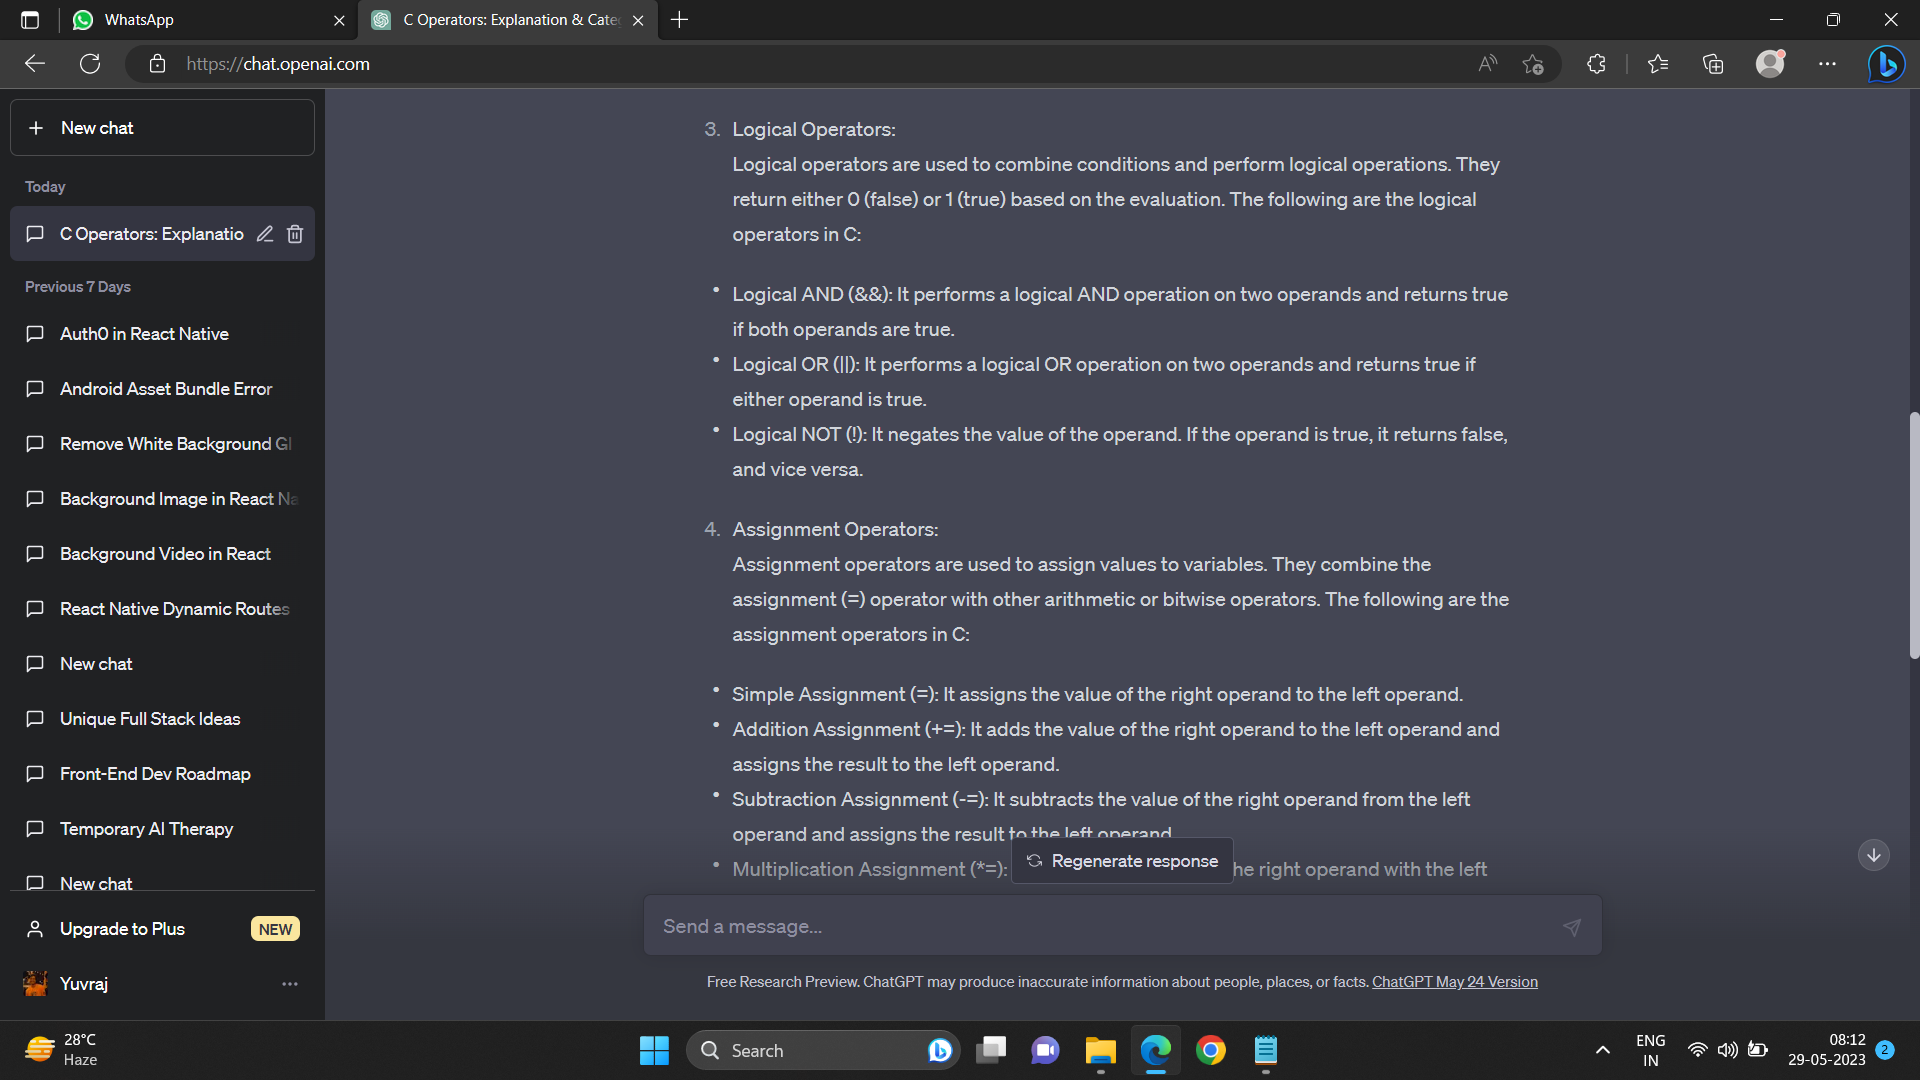 WhatsApp
C Operators: Explanation & Cate
https://chat.openai.com
New chat
Today
C Operators: Explanatio
Previous 7 Days
Auth0 in React Native
Android Asset Bundle Error
Remove White Background Gl
Background Image in React Na
Background Video in React
React Native Dynamic Routes
New chat
Unique Full Stack Ideas
Front-End Dev Roadmap
Temporary AI Therapy
New chat
Upgrade to Plus NEW
Yuvraj
3. Logical Operators:
Logical operators are used to combine conditions and perform logical operations. They
return either 0 (false) or 1 (true) based on the evaluation. The following are the logical
operators in C:
• Logical AND (&&): It performs a logical AND operation on two operands and returns true
if both operands are true.
• Logical OR (||): It performs a logical OR operation on two operands and returns true if
either operand is true.
• Logical NOT (!): It negates the value of the operand. If the operand is true, it returns false,
and vice versa.
4. Assignment Operators:
Assignment operators are used to assign values to variables. They combine the
assignment (=) operator with other arithmetic or bitwise operators. The following are the
assignment operators in C:
• Simple Assignment (=): It assigns the value of the right operand to the left operand.
• Addition Assignment (+=): It adds the value of the right operand to the left operand and
assigns the result to the left operand.
• Subtraction Assignment (-=): It subtracts the value of the right operand from the left
operand and assigns the result to the left operand
• Multiplication Assignment (*=): he right operand with the left
Regenerate response
Send a message...
Free Research Preview. ChatGPT may produce inaccurate information about people, places, or facts. ChatGPT May 24 Version
28°C
Haze
Search
ENG
IN
08:12
29-05-2023
2